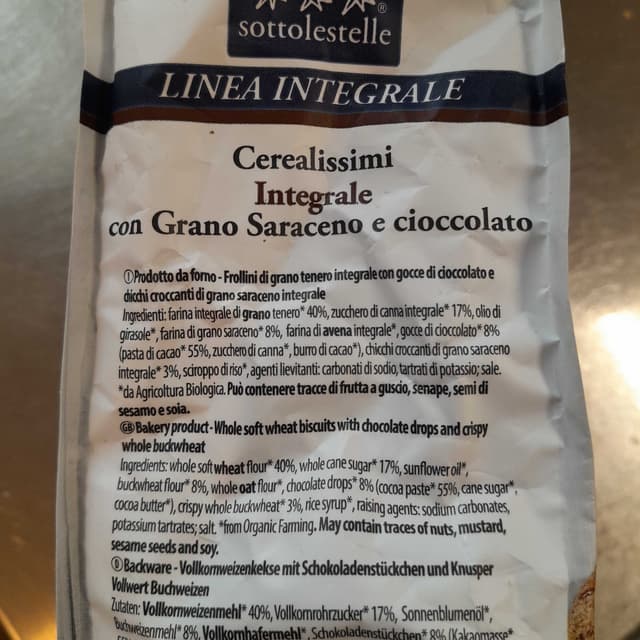 sottolestelle
LINEA INTEGRALE
Cerealissimi
Integrale
con Grano Saraceno e cioccolato
Ⓘ Prodotto da forno - Frollini di grano tenero integrale con gocce di cioccolato e
chicchi croccanti di grano saraceno integrale
Ingredienti: farina integrale di grano tenero* 40%, zucchero di canna integrale* 17%, olio di
girasole*, farina di grano saraceno* 8%, farina di avena integrale*, gocce di cioccolato* 8%
(pasta di cacao* 55%, zucchero di canna*, burro di cacao*), chicchi croccanti di grano saraceno
integrale* 3%, sciroppo di riso*, agenti lievitanti: carbonati di sodio, tartrati di potassio; sale.
*da Agricoltura Biologica. Può contenere tracce di frutta a guscio, senape, semi di
sesamo e soia.
GB Bakery product - Whole soft wheat biscuits with chocolate drops and crispy
whole buckwheat
Ingredients: whole soft wheat flour* 40%, whole cane sugar* 17%, sunflower oil*,
buckwheat flour* 8%, whole oat flour*, chocolate drops* 8% (cocoa paste* 55%, cane sugar*,
cocoa butter*), crispy whole buckwheat* 3%, rice syrup*, raising agents: sodium carbonates,
potassium tartrates; salt. *from Organic Farming. May contain traces of nuts, mustard,
sesame seeds and soy.
Ⓓ Backware - Vollkornweizenkekse mit Schokoladenstückchen und Knusper
Vollwert Buchweizen
Zutaten: Vollkornweizenmehl* 40%, Vollkornrohrzucker* 17%, Sonnenblumenöl*,
Buchweizenmehl* 8%, Vollkornhafermehl*, Schokoladenstückchen* 8% (Kakaomasse*